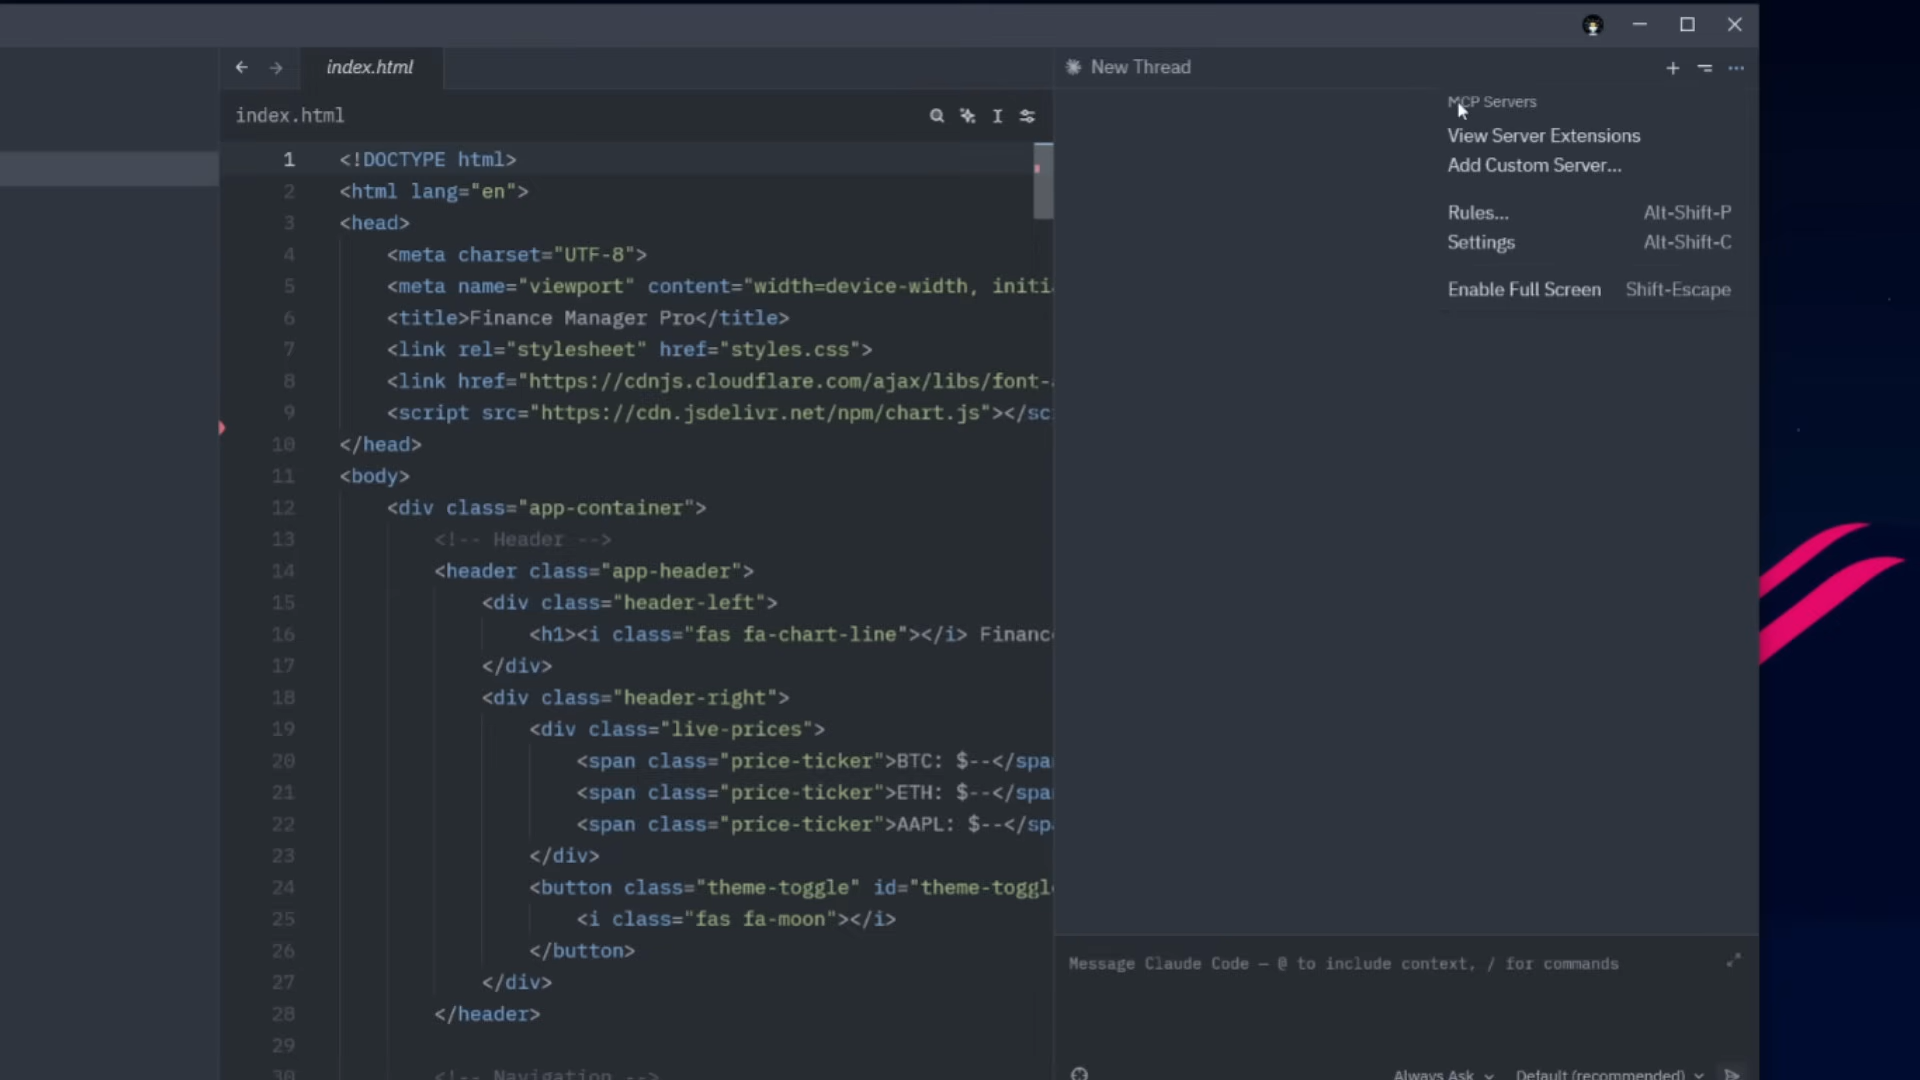 index.html
New Thread
index.html
MCP Servers
View Server Extensions
Add Custom Server...
Rules... Alt-Shift-P
Settings Alt-Shift-C
Enable Full Screen Shift-Escape
1 <!DOCTYPE html>
2 <html lang="en">
3 <head>
4 <meta charset="UTF-8">
5 <meta name="viewport" content="width=device-width, initi
6 <title>Finance Manager Pro</title>
7 <link rel="stylesheet" href="styles.css">
8 <link href="https://cdnjs.cloudflare.com/ajax/libs/font-
9 <script src="https://cdn.jsdelivr.net/npm/chart.js"></sc
10 </head>
11 <body>
12 <div class="app-container">
13 <!-- Header -->
14 <header class="app-header">
15 <div class="header-left">
16 <h1><i class="fas fa-chart-line"></i> Financ
17 </div>
18 <div class="header-right">
19 <div class="live-prices">
20 <span class="price-ticker">BTC: $--</spa
21 <span class="price-ticker">ETH: $--</spa
22 <span class="price-ticker">AAPL: $--</sp
23 </div>
24 <button class="theme-toggle" id="theme-toggl
25 <i class="fas fa-moon"></i>
26 </button>
27 </div>
28 </header>
29
30 <!-- Navigation -->
Message Claude Code — @ to include context, / for commands
Always Ask Default (recommended)